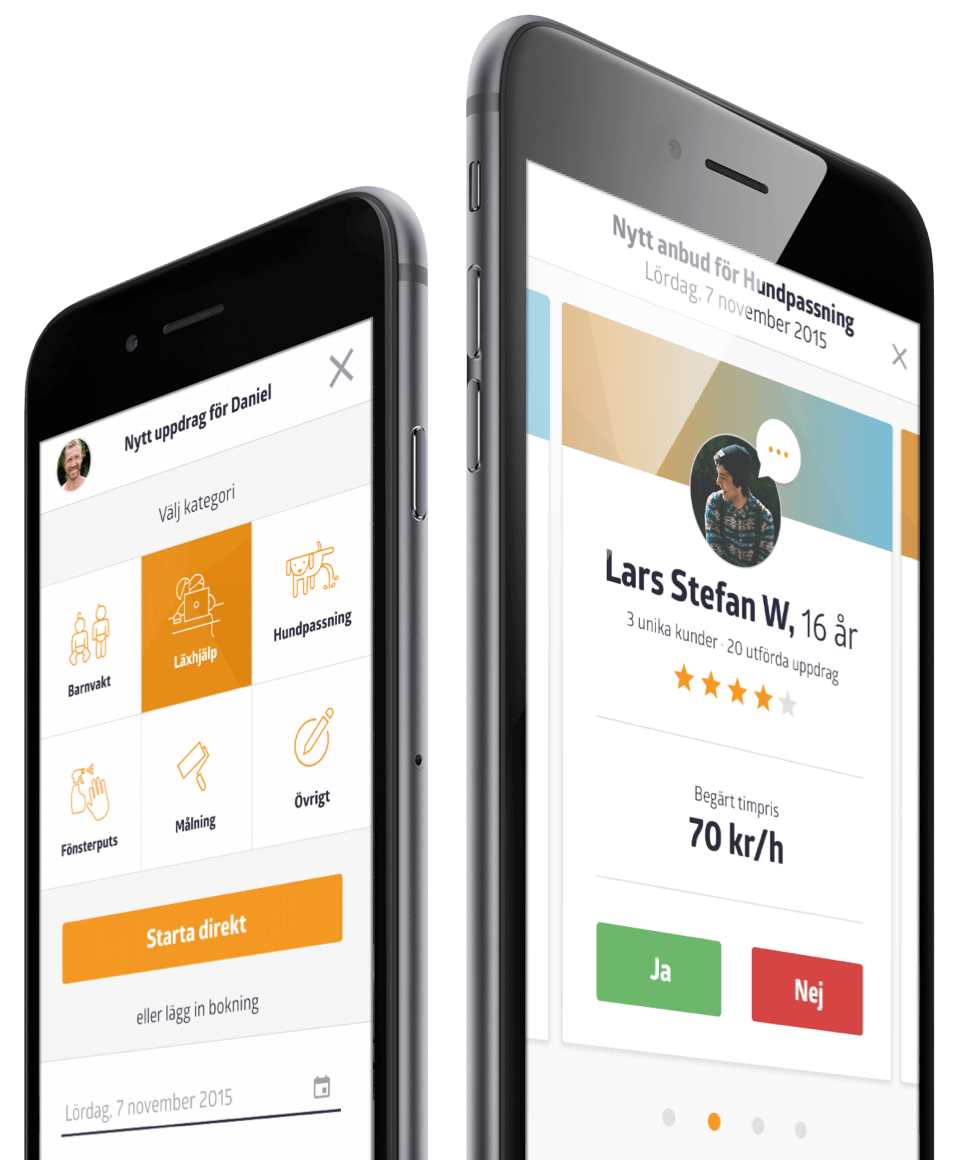 Nytt uppdrag för Daniel
Välj kategori
Barnvakt
Läxhjälp
Hundpassning
Fönsterputs
Målning
Övrigt
Starta direkt
eller lägg in bokning
Lördag, 7 november 2015
Nytt anbud för Hundpassning
Lördag, 7 november 2015
Lars Stefan W, 16 år
3 unika kunder · 20 utförda uppdrag
Begärt timpris
70 kr/h
Ja
Nej